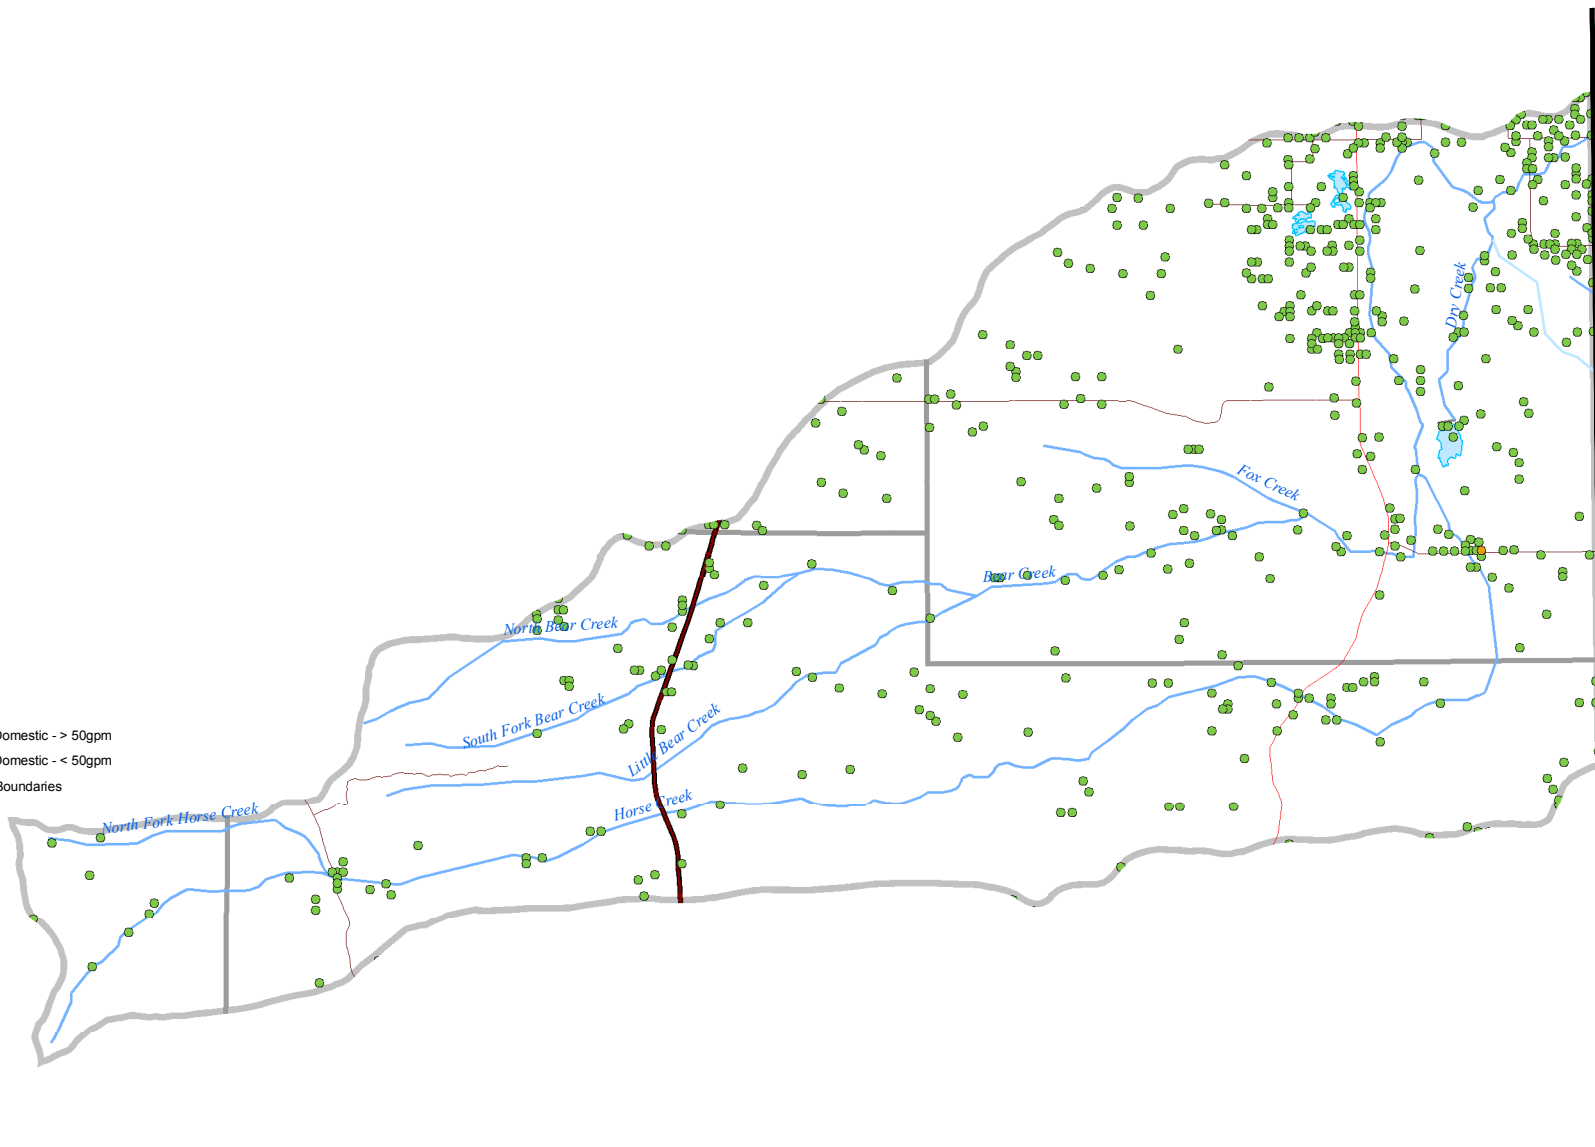 Dry Creek
Fox Creek
Bear Creek
North Bear Creek
South Fork Bear Creek
Little Bear Creek
omestic - > 50gpm
omestic - < 50gpm
Boundaries
Horse Creek
North Fork Horse Creek